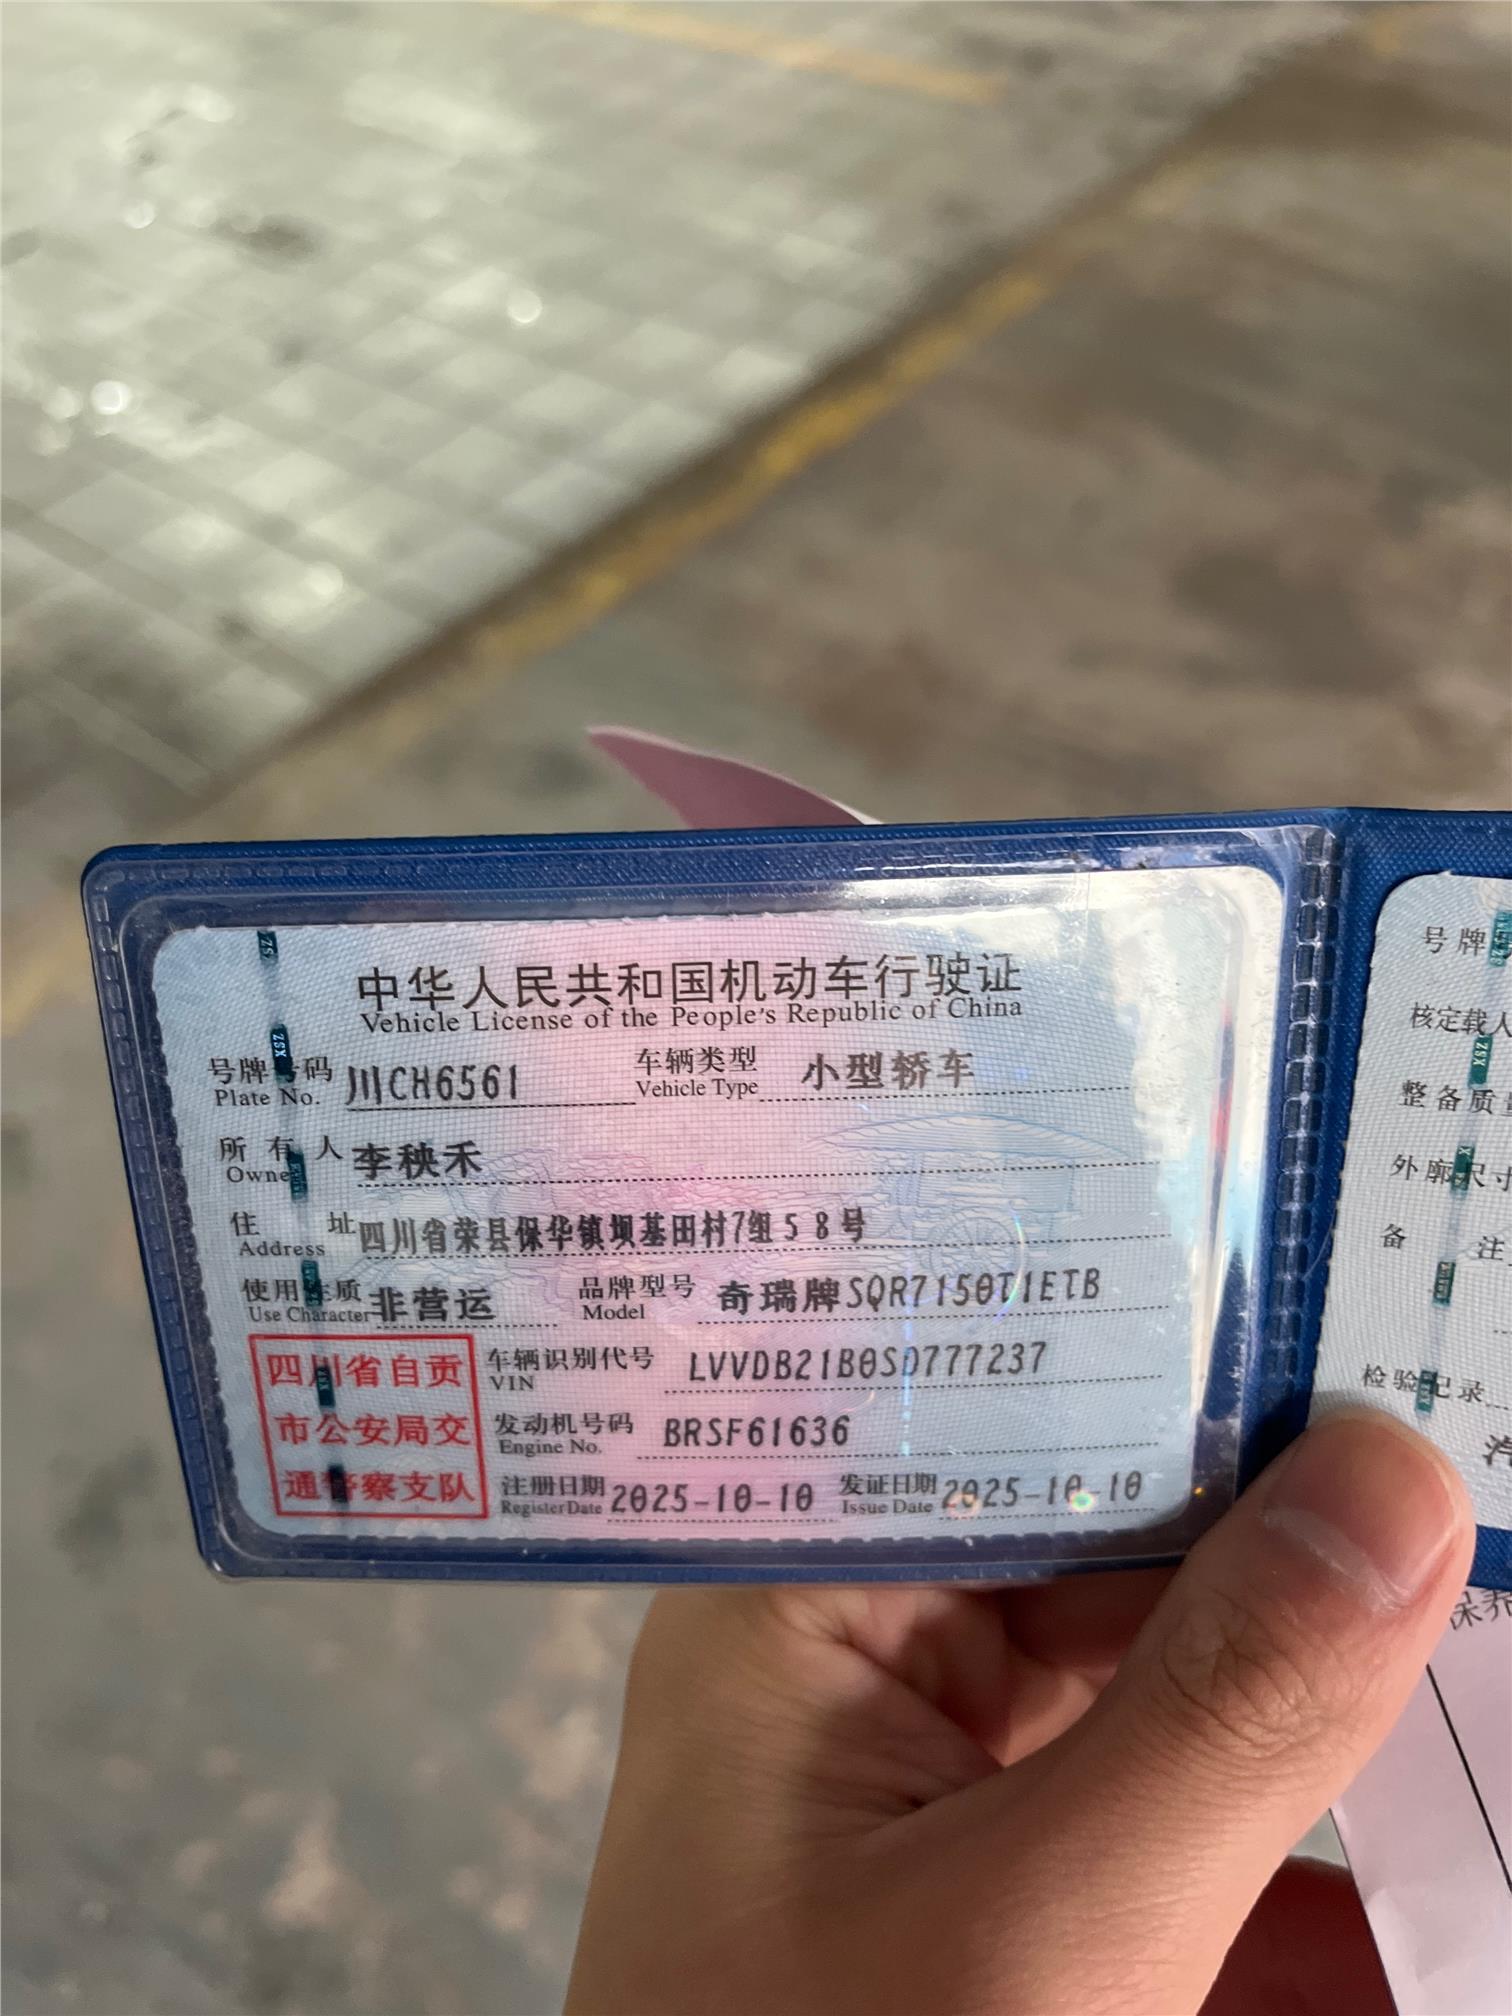 中华人民共和国机动车行驶证
Vehicle License of the People's Republic of China
号牌号码 川CH6561 车辆类型 小型轿车
Plate No. Vehicle Type
所有人 李秧禾
Owner
住址 四川省荣县保华镇坝基田村7组58号
Address
使用性质 非营运 品牌型号 奇瑞牌SQR7150T1ETB
Use Character Model
四川省自贡
市公安局交
通警察支队
车辆识别代号 LVVDB21B0SD777237
VIN
发动机号码 BRSF61636
Engine No.
注册日期 2025-10-10 发证日期 2025-10-10
Register Date Issue Date
号牌
核定载人
整备质量
外廓尺寸
备注
检验记录
保养